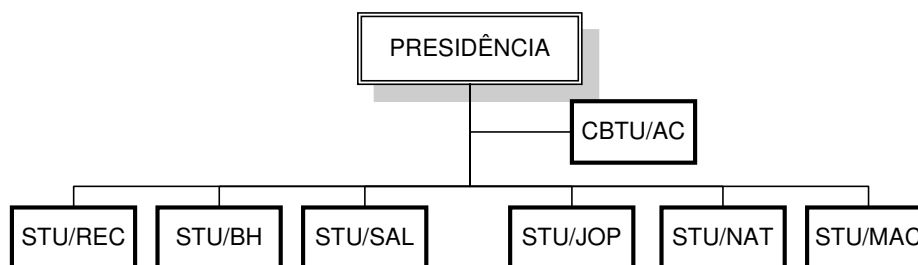 PRESIDÊNCIA
CBTU/AC
STU/REC
STU/BH
STU/SAL
STU/JOP
STU/NAT
STU/MAC